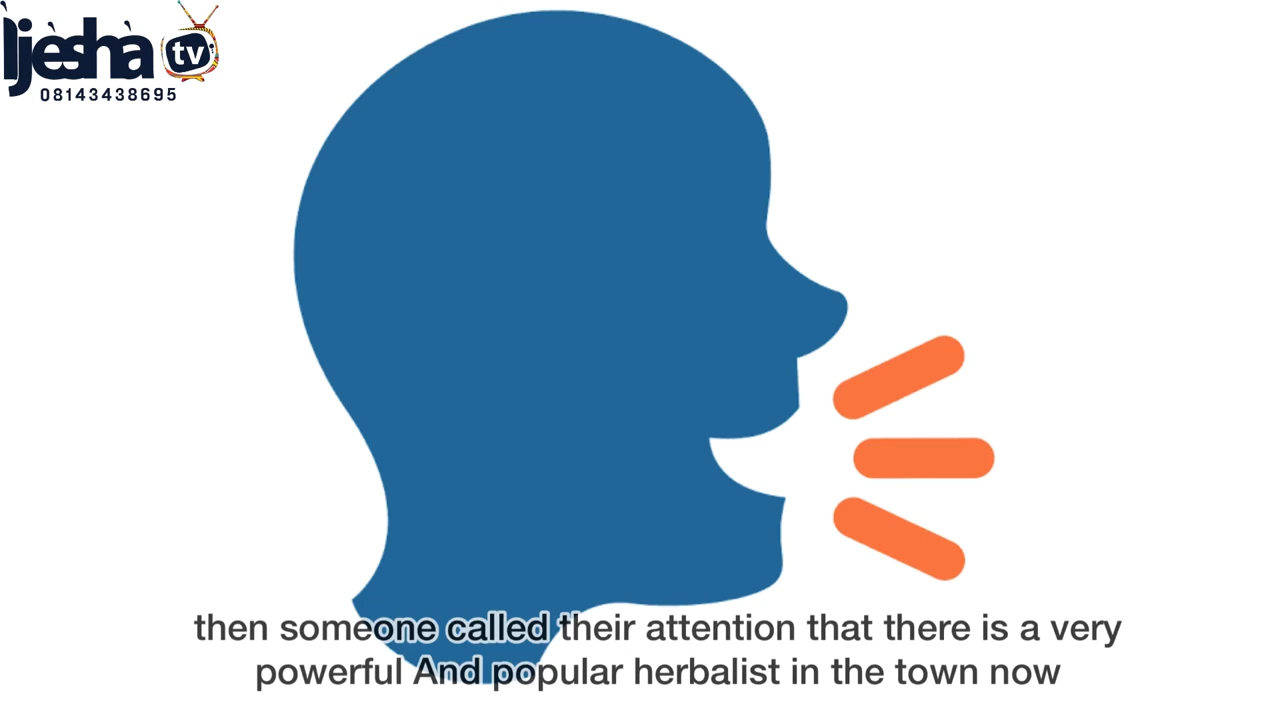 Ijesha tv
08143438695
then someone called their attention that there is a very
powerful And popular herbalist in the town now